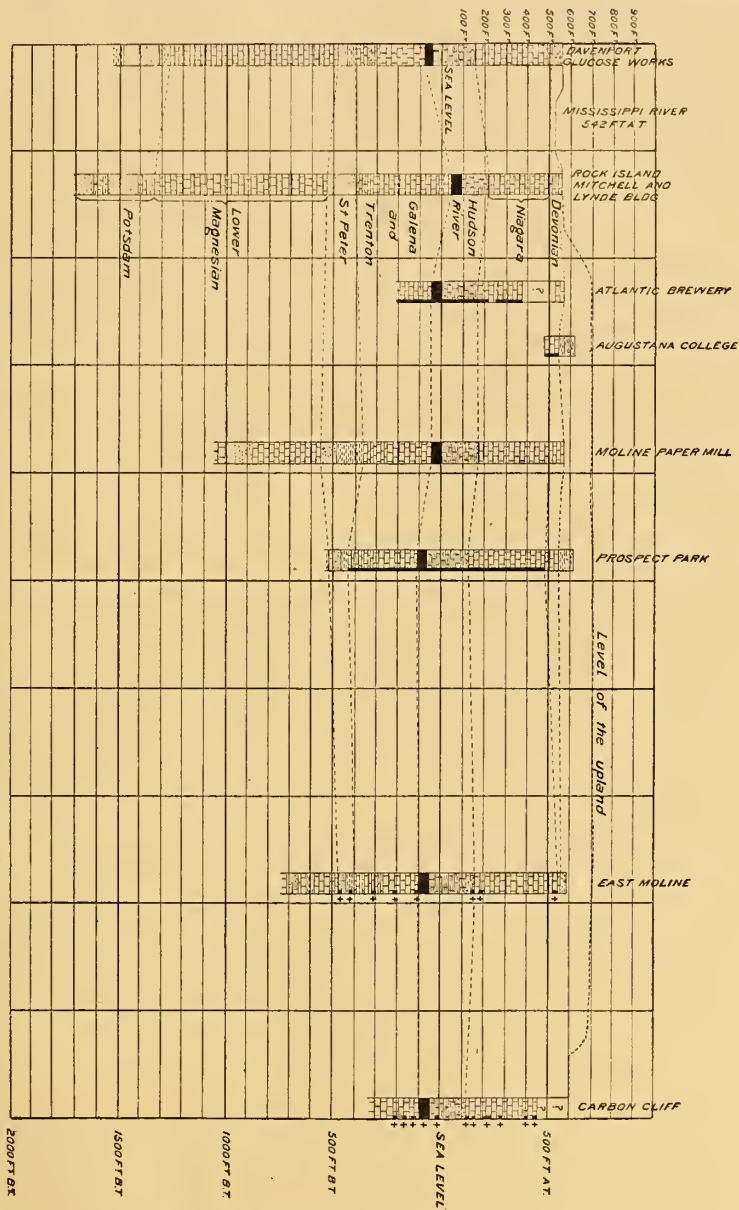 900 FT
800 FT
700 FT
600 FT
500 FT
400 FT
300 FT
200 FT
100 FT
SEA LEVEL
DAVENPORT
GLUCOSE WORKS
MISSISSIPPI RIVER
542 FT A T
ROCK ISLAND
MITCHELL AND
LYNDE BLDG
Devonian
Niagara
Hudson
River
Galena
and
Trenton
St Peter
Lower
Magnesian
Potsdam
ATLANTIC BREWERY
?
AUGUSTANA COLLEGE
MOLINE PAPER MILL
PROSPECT PARK
Level of the upland
EAST MOLINE
+ + + + + + + +
CARBON CLIFF
? ?
500 FT AT.
SEA LEVEL
500 FT BT
1000 FT B.T.
1500 FT B.T
2000 FT B.T.